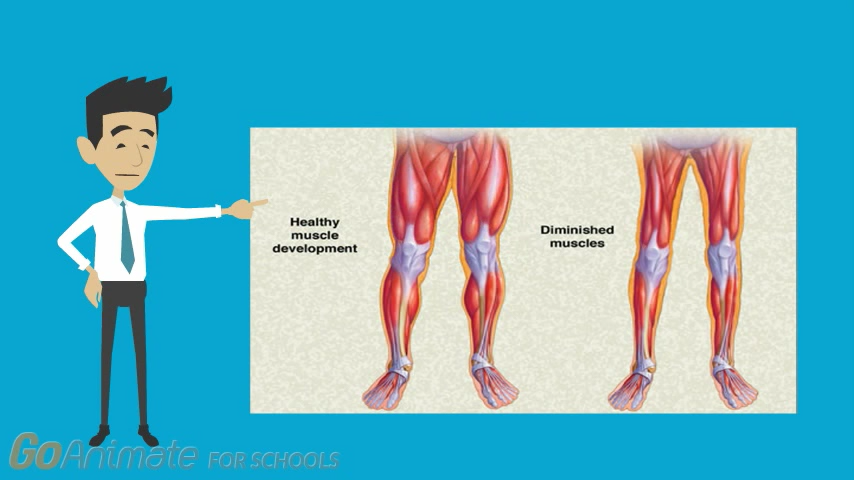 Healthy
muscle
development
Diminished
muscles
GoAnimate FOR SCHOOLS